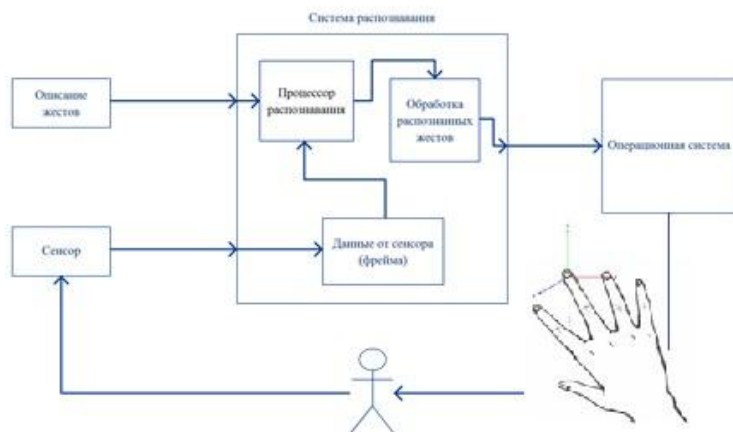 Система распознавания
Описание
жестов
Процессор
распознавания
Обработка
распознанных
жестов
Операционная система
Сенсор
Данные от сенсора
(фрейма)